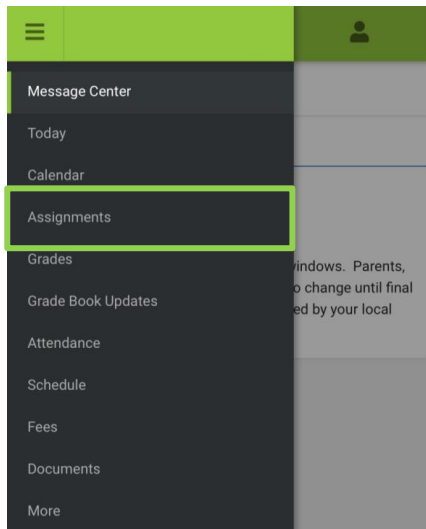 Message Center
Today
Calendar
Assignments
Grades
windows. Parents,
o change until final
Grade Book Updates
ed by your local
Attendance
Schedule
Fees
Documents
More